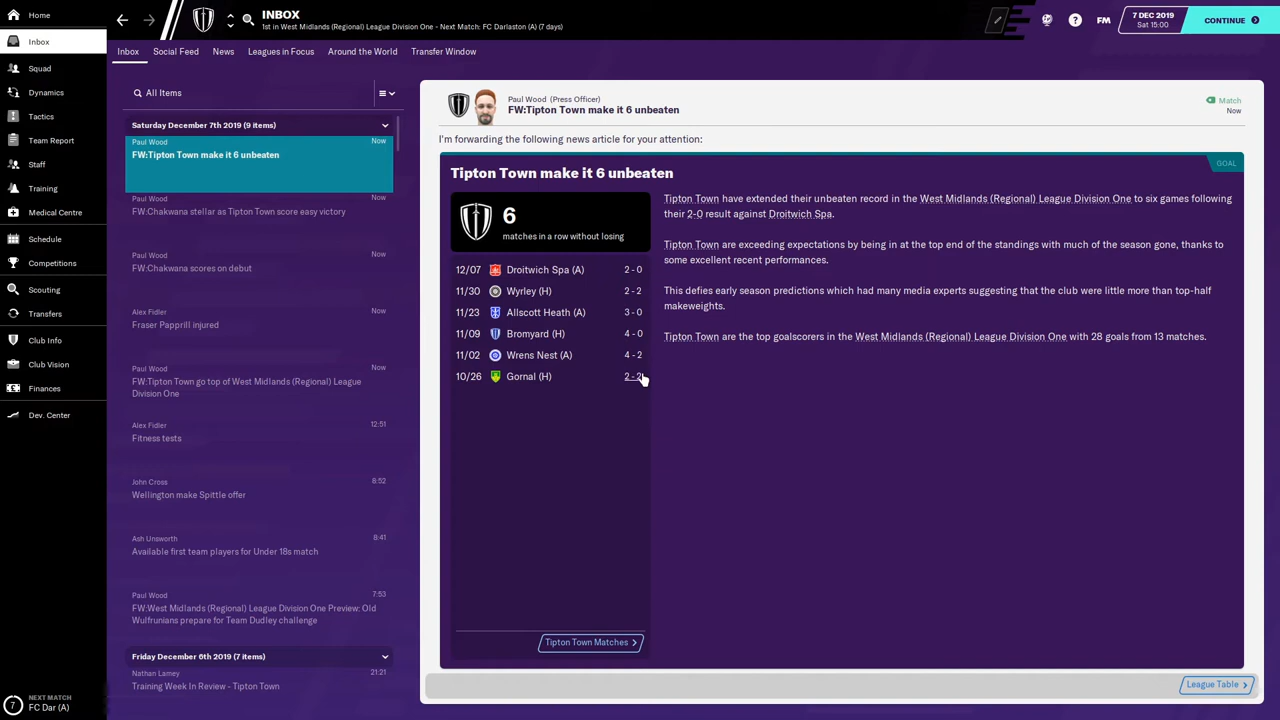 Home
INBOX
1st in West Midlands (Regional) League Division One - Next Match: FC Darlaston (A) (7 days)
FM
7 DEC 2019
Sat 15:00
CONTINUE
Inbox
Squad
Dynamics
Tactics
Team Report
Staff
Training
Medical Centre
Schedule
Competitions
Scouting
Transfers
Club Info
Club Vision
Finances
Dev. Center
NEXT MATCH
7
FC Dar (A)
Inbox
Social Feed
News
Leagues in Focus
Around the World
Transfer Window
All Items
Saturday December 7th 2019 (9 items)
Paul Wood
Now
FW:Tipton Town make it 6 unbeaten
Paul Wood
Now
FW:Chakwana stellar as Tipton Town score easy victory
Paul Wood
Now
FW:Chakwana scores on debut
Alex Fidler
Now
Fraser Papprill injured
Paul Wood
Now
FW:Tipton Town go top of West Midlands (Regional) League
Division One
Alex Fidler
12:51
Fitness tests
John Cross
8:52
Wellington make Spittle offer
Ash Unsworth
8:41
Available first team players for Under 18s match
Paul Wood
7:53
FW:West Midlands (Regional) League Division One Preview: Old
Wulfrunians prepare for Team Dudley challenge
Friday December 6th 2019 (7 items)
Nathan Lamey
21:21
Training Week In Review - Tipton Town
Paul Wood (Press Officer)
FW:Tipton Town make it 6 unbeaten
Match
Now
I'm forwarding the following news article for your attention:
GOAL
Tipton Town make it 6 unbeaten
6
matches in a row without losing
12/07 Droitwich Spa (A) 2 - 0
11/30 Wyrley (H) 2 - 2
11/23 Allscott Heath (A) 3 - 0
11/09 Bromyard (H) 4 - 0
11/02 Wrens Nest (A) 4 - 2
10/26 Gornal (H) 2 - 2
Tipton Town Matches
Tipton Town have extended their unbeaten record in the West Midlands (Regional) League Division One to six games following
their 2-0 result against Droitwich Spa.
Tipton Town are exceeding expectations by being in at the top end of the standings with much of the season gone, thanks to
some excellent recent performances.
This defies early season predictions which had many media experts suggesting that the club were little more than top-half
makeweights.
Tipton Town are the top goalscorers in the West Midlands (Regional) League Division One with 28 goals from 13 matches.
League Table